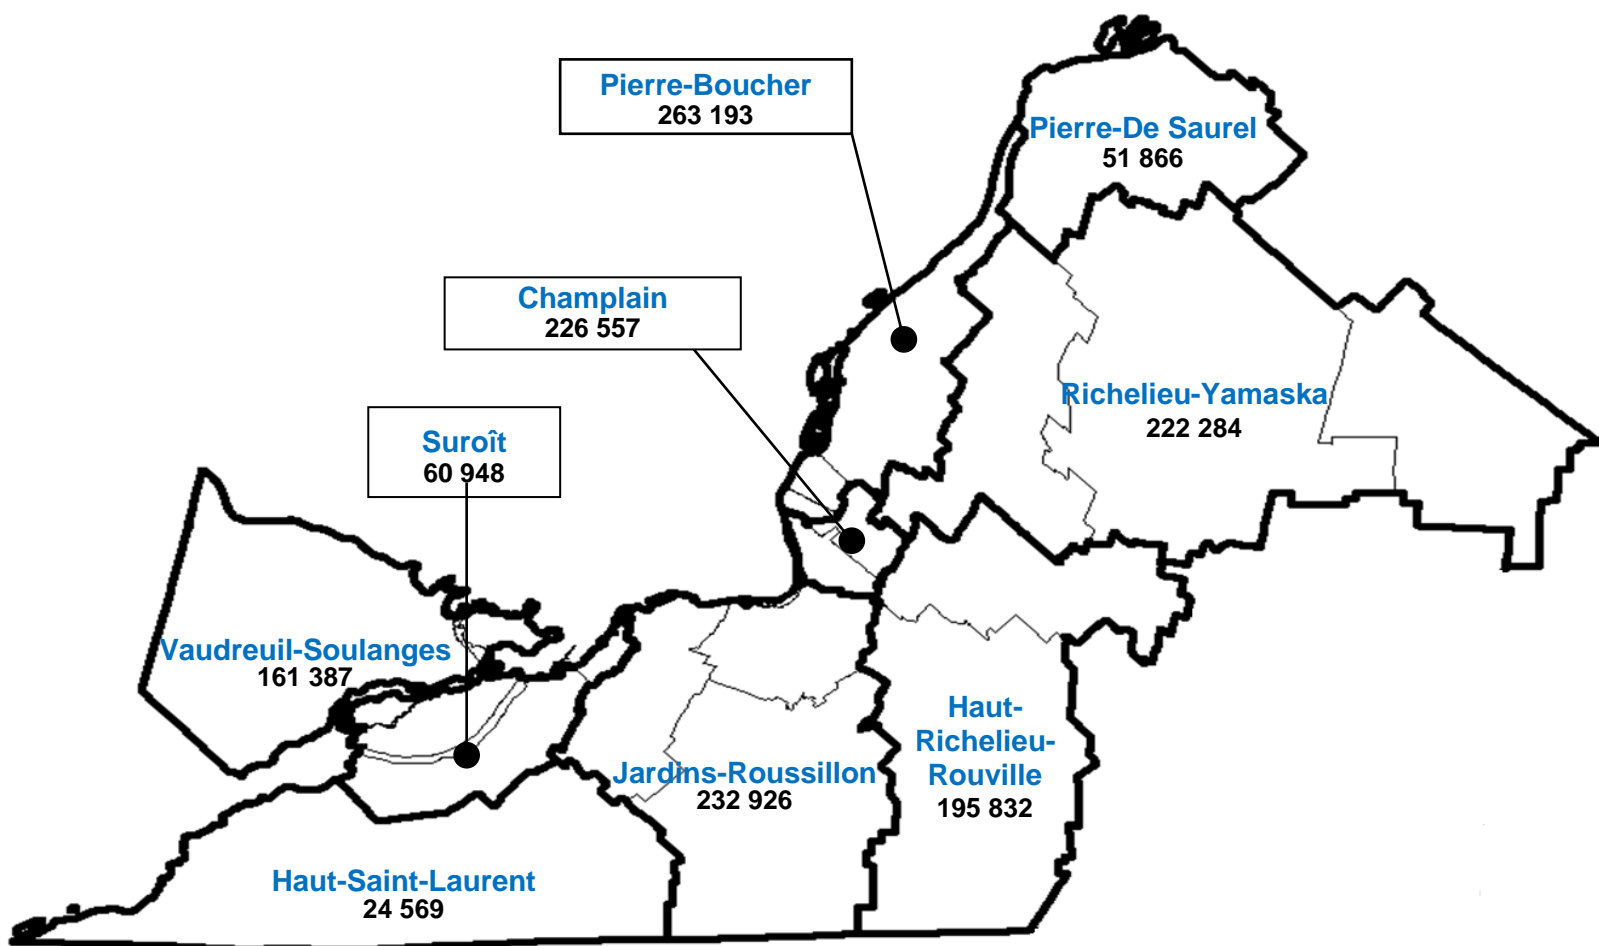 Pierre-Boucher
263 193
Pierre-De Saurel
51 866
Champlain
226 557
Richelieu-Yamaska
222 284
Suroît
60 948
Vaudreuil-Soulanges
161 387
Haut-
Richelieu-
Rouville
195 832
Jardins-Roussillon
232 926
Haut-Saint-Laurent
24 569